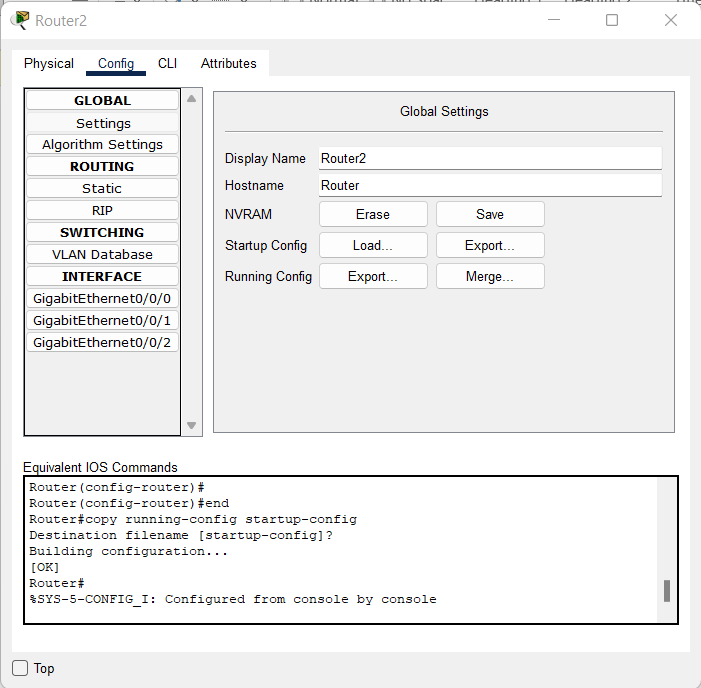 Router2
Physical Config CLI Attributes
GLOBAL
Settings
Algorithm Settings
ROUTING
Static
RIP
SWITCHING
VLAN Database
INTERFACE
GigabitEthernet0/0/0
GigabitEthernet0/0/1
GigabitEthernet0/0/2
Global Settings
Display Name Router2
Hostname Router
NVRAM Erase Save
Startup Config Load... Export...
Running Config Export... Merge...
Equivalent IOS Commands
Router(config-router)#
Router(config-router)#end
Router#copy running-config startup-config
Destination filename [startup-config]?
Building configuration...
[OK]
Router#
%SYS-5-CONFIG_I: Configured from console by console
Top